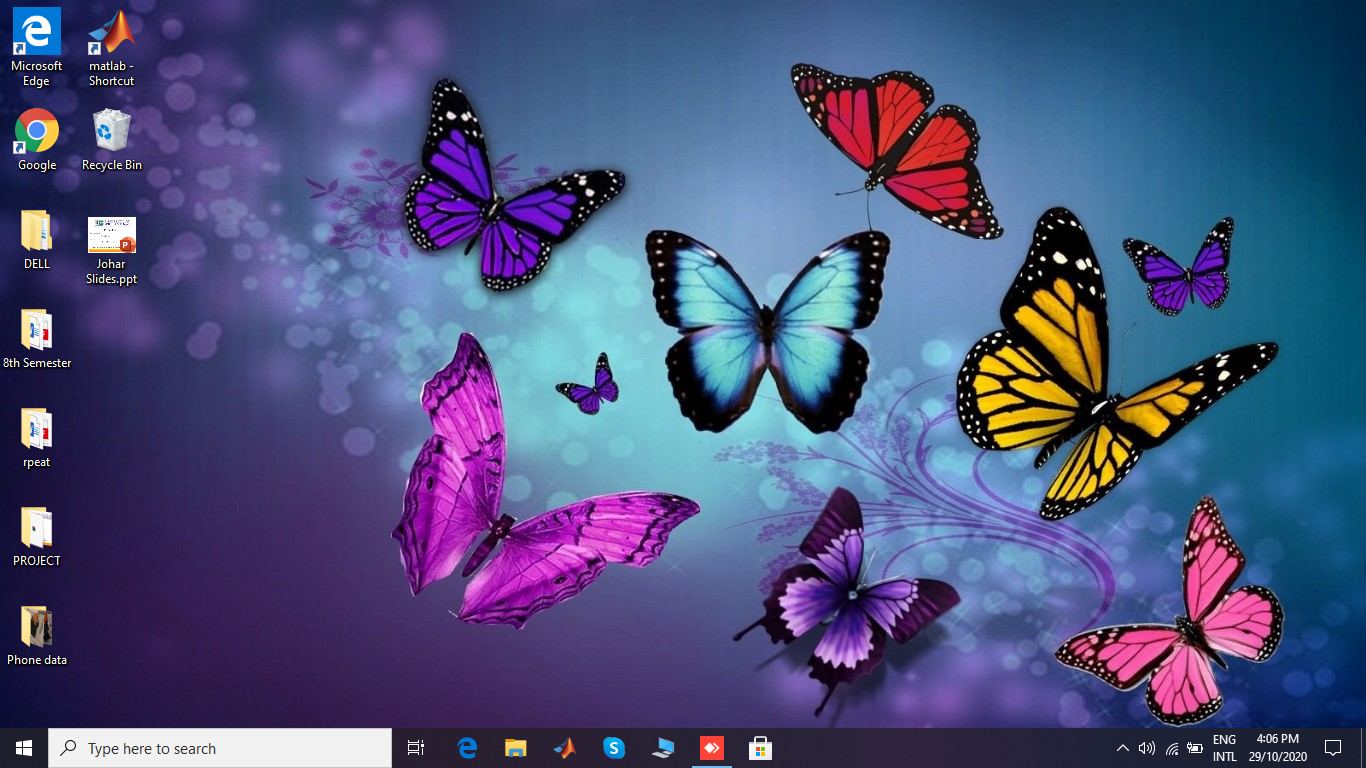 Microsoft
Edge
matlab -
Shortcut
Google
Recycle Bin
DELL
Johar
Slides.ppt
8th Semester
rpeat
PROJECT
Phone data
Type here to search
ENG
INTL
4:06 PM
29/10/2020